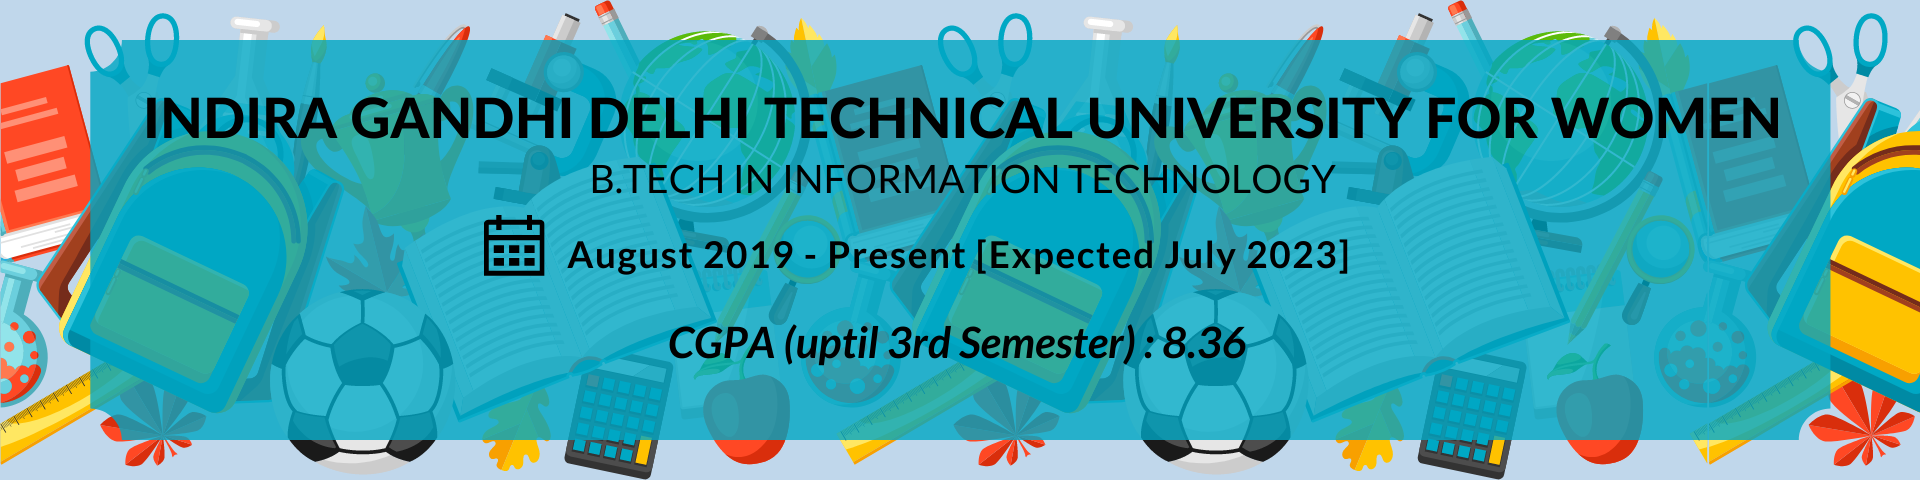 INDIRA GANDHI DELHI TECHNICAL UNIVERSITY FOR WOMEN
B.TECH IN INFORMATION TECHNOLOGY
August 2019 - Present [Expected July 2023]
CGPA (uptil 3rd Semester) : 8.36